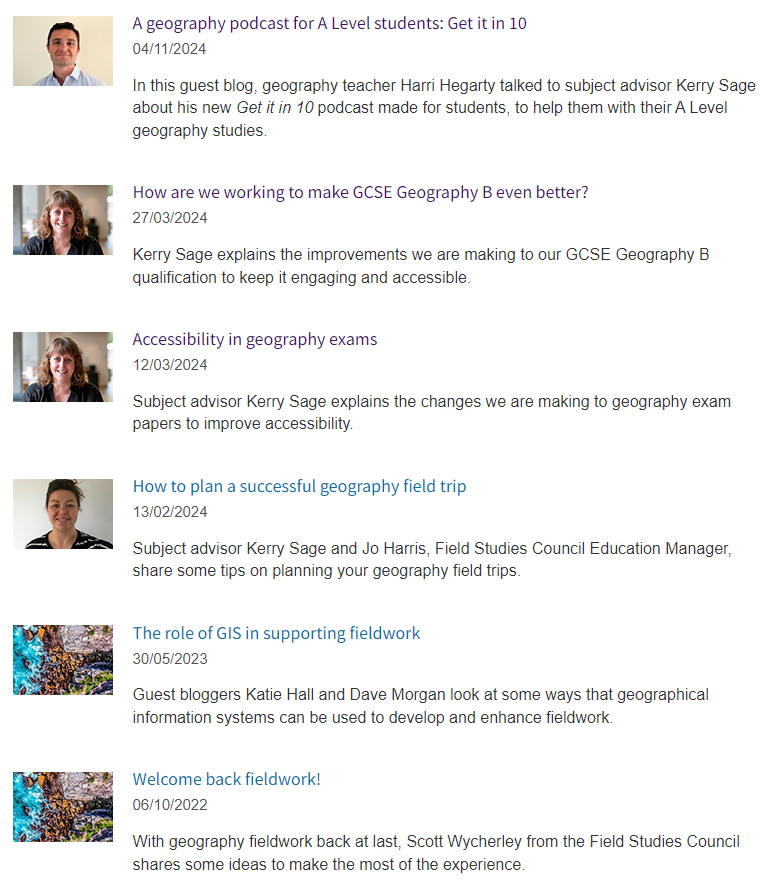 A geography podcast for A Level students: Get it in 10
04/11/2024
In this guest blog, geography teacher Harri Hegarty talked to subject advisor Kerry Sage
about his new Get it in 10 podcast made for students, to help them with their A Level
geography studies.
How are we working to make GCSE Geography B even better?
27/03/2024
Kerry Sage explains the improvements we are making to our GCSE Geography B
qualification to keep it engaging and accessible.
Accessibility in geography exams
12/03/2024
Subject advisor Kerry Sage explains the changes we are making to geography exam
papers to improve accessibility.
How to plan a successful geography field trip
13/02/2024
Subject advisor Kerry Sage and Jo Harris, Field Studies Council Education Manager,
share some tips on planning your geography field trips.
The role of GIS in supporting fieldwork
30/05/2023
Guest bloggers Katie Hall and Dave Morgan look at some ways that geographical
information systems can be used to develop and enhance fieldwork.
Welcome back fieldwork!
06/10/2022
With geography fieldwork back at last, Scott Wycherley from the Field Studies Council
shares some ideas to make the most of the experience.